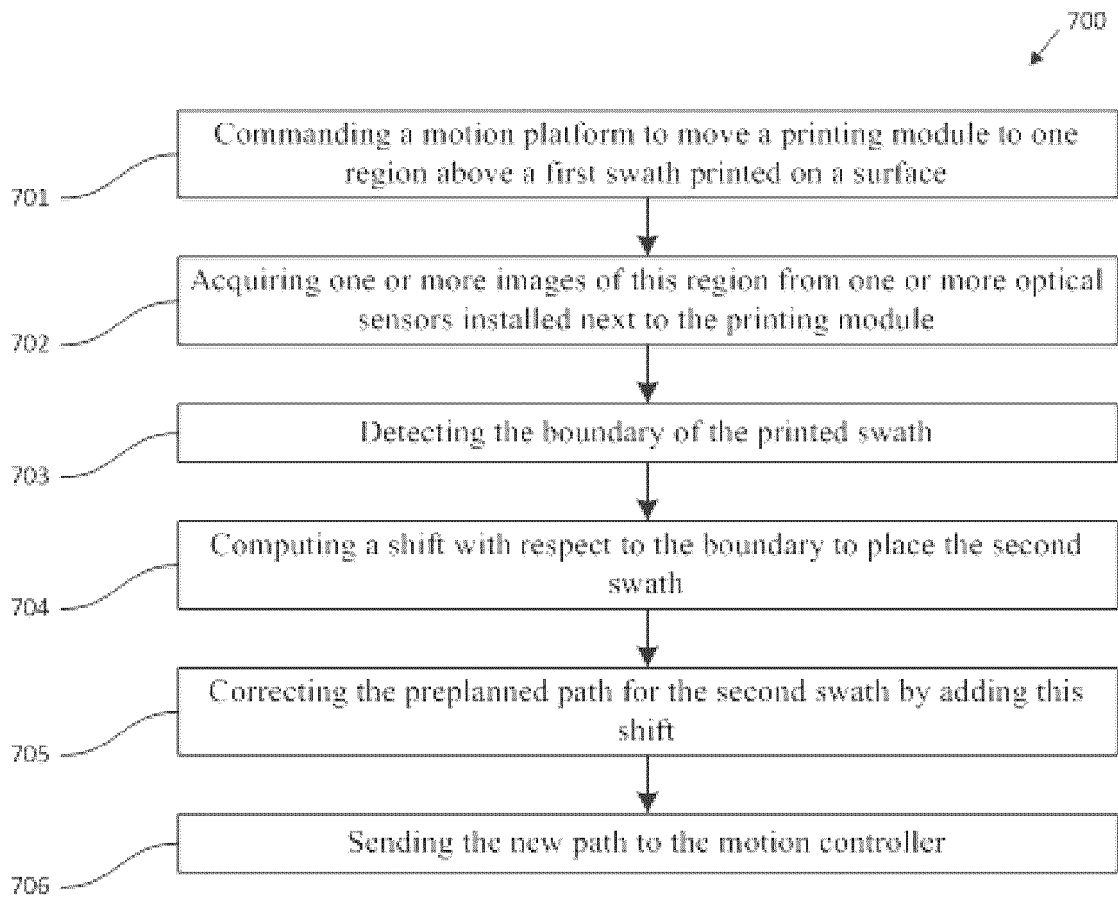 700
Commanding a motion platform to move a printing module to one
region above a first swath printed on a surface
701
Acquiring one or more images of this region from one or more optical
sensors installed next to the printing module
702
Detecting the boundary of the printed swath
703
Computing a shift with respect to the boundary to place the second
swath
704
Correcting the preplanned path for the second swath by adding this
shift
705
Sending the new path to the motion controller
706